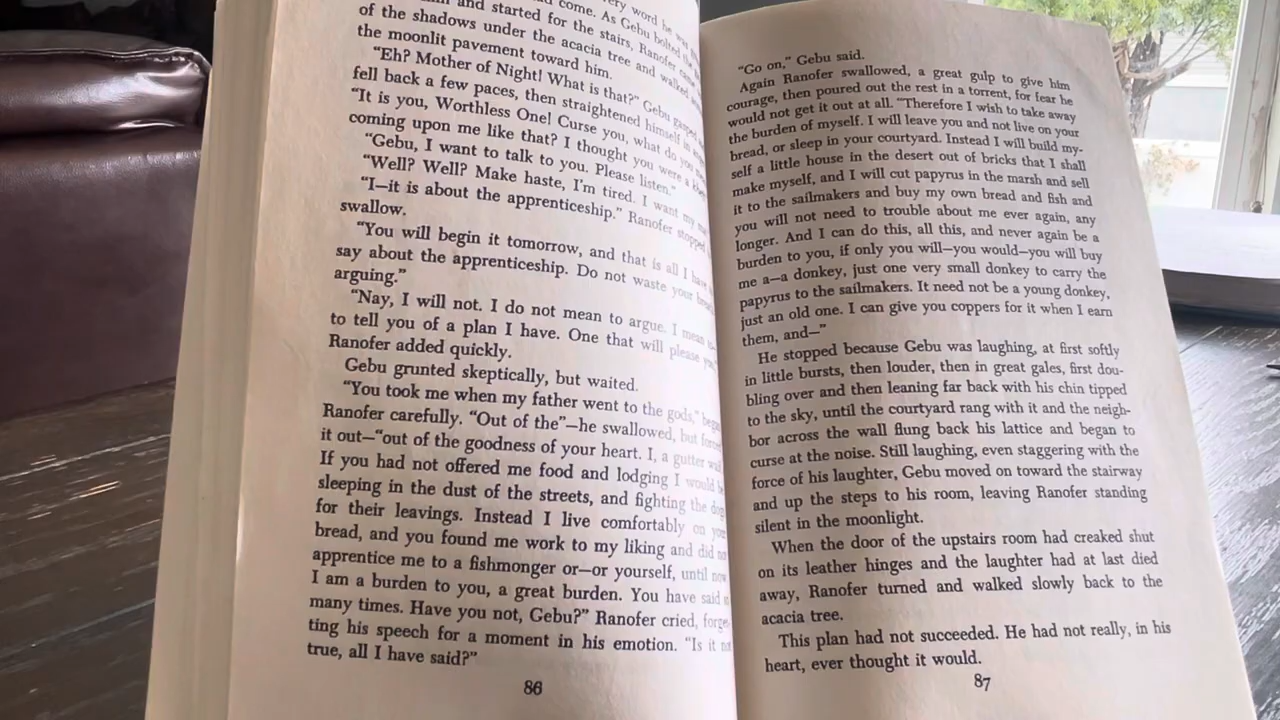 come. As Gebu bolted
and started for the stairs, Ranofer
of the shadows under the acacia tree and walked
the moonlit pavement toward him.
“Eh? Mother of Night! What is that?” Gebu gasped
fell back a few paces, then straightened himself in
“It is you, Worthless One! Curse you, what do you
coming upon me like that? I thought you were a
“Gebu, I want to talk to you. Please listen.”
“Well? Well? Make haste, I’m tired. I want my
“I—it is about the apprenticeship.” Ranofer stopped
swallow.
“You will begin it tomorrow, and that is all I have
say about the apprenticeship. Do not waste your
arguing.”
“Nay, I will not. I do not mean to argue. I mean
to tell you of a plan I have. One that will please
Ranofer added quickly.
Gebu grunted skeptically, but waited.
“You took me when my father went to the gods,”
Ranofer carefully. “Out of the”—he swallowed, but
it out—“out of the goodness of your heart. I, a gutter
If you had not offered me food and lodging I would
sleeping in the dust of the streets, and fighting the
for their leavings. Instead I live comfortably on
bread, and you found me work to my liking and did
apprentice me to a fishmonger or—or yourself, until now
I am a burden to you, a great burden. You have said
many times. Have you not, Gebu?” Ranofer cried, forget-
ting his speech for a moment in his emotion. “Is it
true, all I have said?”
86
“Go on,” Gebu said.
Again Ranofer swallowed, a great gulp to give him
courage, then poured out the rest in a torrent, for fear he
would not get it out at all. “Therefore I wish to take away
the burden of myself. I will leave you and not live on your
bread, or sleep in your courtyard. Instead I will build my-
self a little house in the desert out of bricks that I shall
make myself, and I will cut papyrus in the marsh and sell
it to the sailmakers and buy my own bread and fish and
you will not need to trouble about me ever again, any
longer. And I can do this, all this, and never again be a
burden to you, if only you will—you would—you will buy
me a—a donkey, just one very small donkey to carry the
papyrus to the sailmakers. It need not be a young donkey,
just an old one. I can give you coppers for it when I earn
them, and—”
He stopped because Gebu was laughing, at first softly
in little bursts, then louder, then in great gales, first dou-
bling over and then leaning far back with his chin tipped
to the sky, until the courtyard rang with it and the neigh-
bor across the wall flung back his lattice and began to
curse at the noise. Still laughing, even staggering with the
force of his laughter, Gebu moved on toward the stairway
and up the steps to his room, leaving Ranofer standing
silent in the moonlight.
When the door of the upstairs room had creaked shut
on its leather hinges and the laughter had at last died
away, Ranofer turned and walked slowly back to the
acacia tree.
This plan had not succeeded. He had not really, in his
heart, ever thought it would.
87